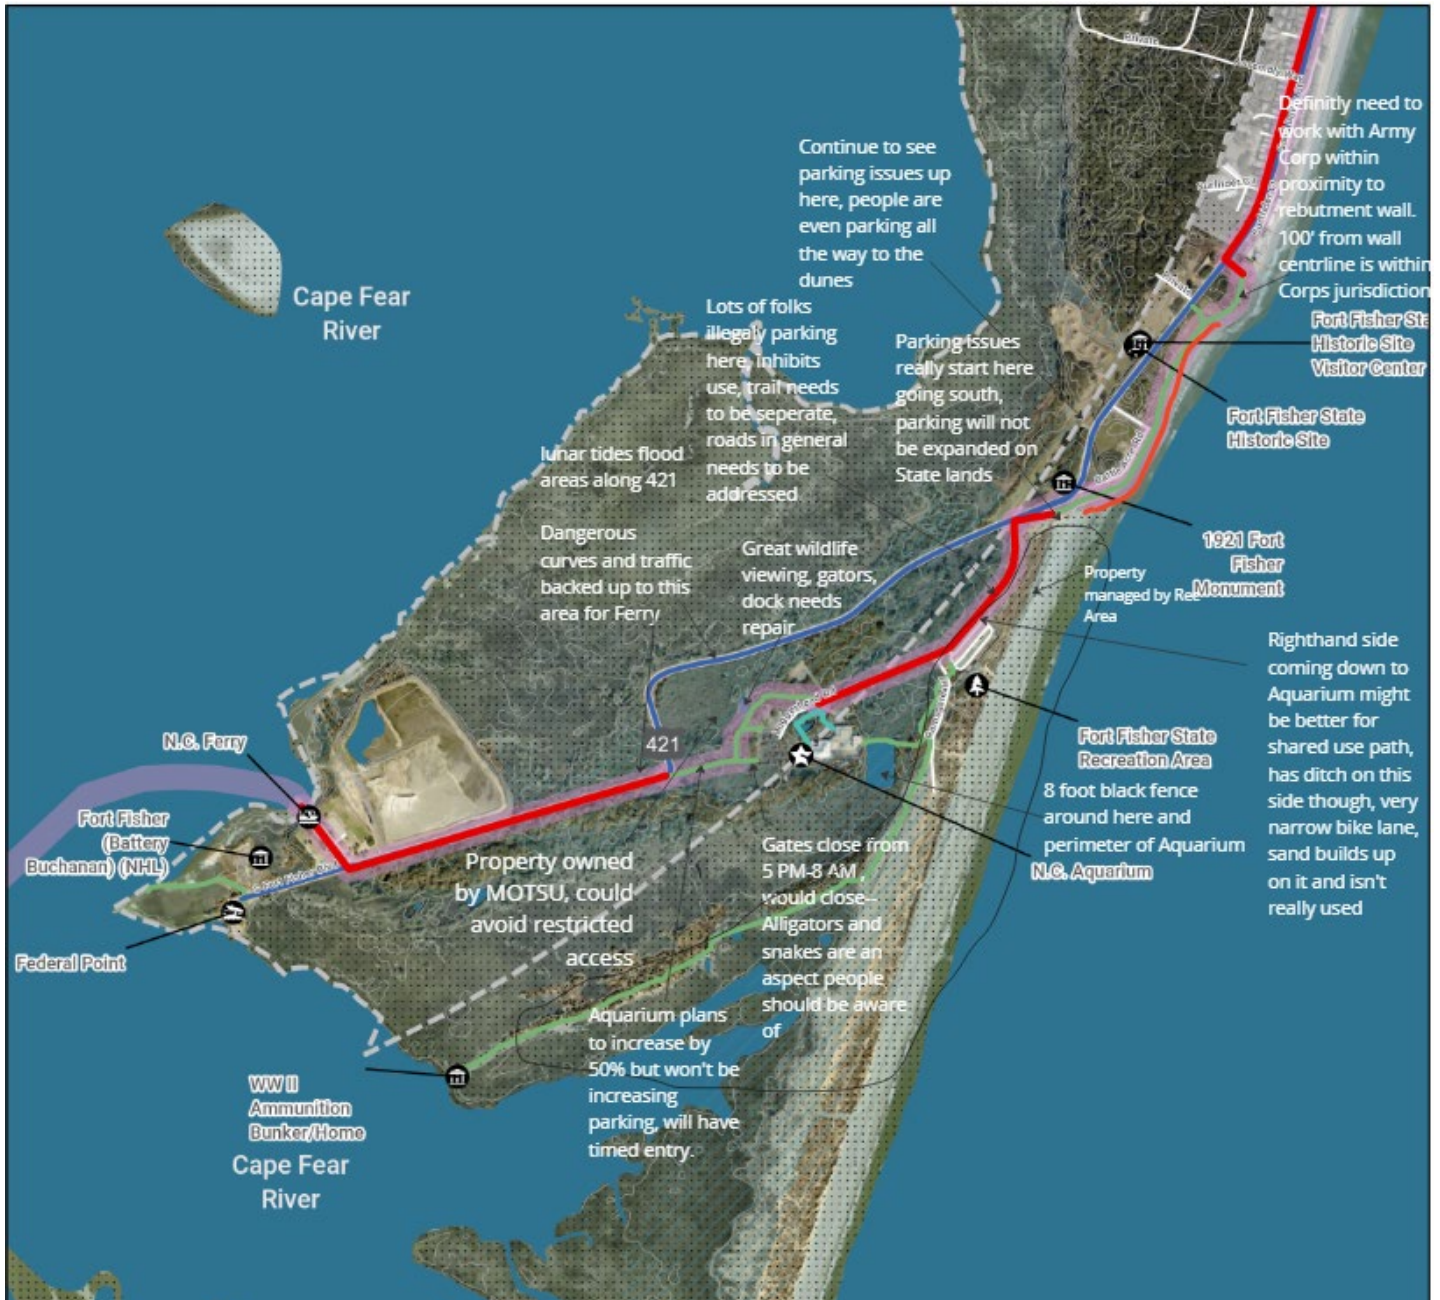 Private
Definitly need to
work with Army
Corp within
proximity to
rebutment wall.
100' from wall
centrline is within
Corps jurisdiction
Continue to see
parking issues up
here, people are
even parking all
the way to the
dunes
Cape Fear
River
Lots of folks
illegaly parking
here, inhibits
use, trail needs
to be seperate,
roads in general
needs to be
addressed
Parking issues
really start here
going south,
parking will not
be expanded on
State lands
Private
Fort Fisher Sta
Historic Site
Visitor Center
Fort Fisher State
Historic Site
Battle Acre Rd
lunar tides flood
areas along 421
Dangerous
curves and traffic
backed up to this
area for Ferry
Great wildlife
viewing, gators,
dock needs
repair
1921 Fort
Fisher
Monument
Property
managed by Rec
Area
Righthand side
coming down to
Aquarium might
be better for
shared use path,
has ditch on this
side though, very
narrow bike lane,
sand builds up
on it and isn't
really used
N.C. Ferry
421
Fort Fisher State
Recreation Area
8 foot black fence
around here and
perimeter of Aquarium
N.C. Aquarium
Fort Fisher
(Battery
Buchanan) (NHL)
Property owned
by MOTSU, could
avoid restricted
access
Gates close from
5 PM-8 AM,
would close--
Alligators and
snakes are an
aspect people
should be aware
of
Federal Point
Aquarium plans
to increase by
50% but won't be
increasing
parking, will have
timed entry.
WW II
Ammunition
Bunker/Home
Cape Fear
River